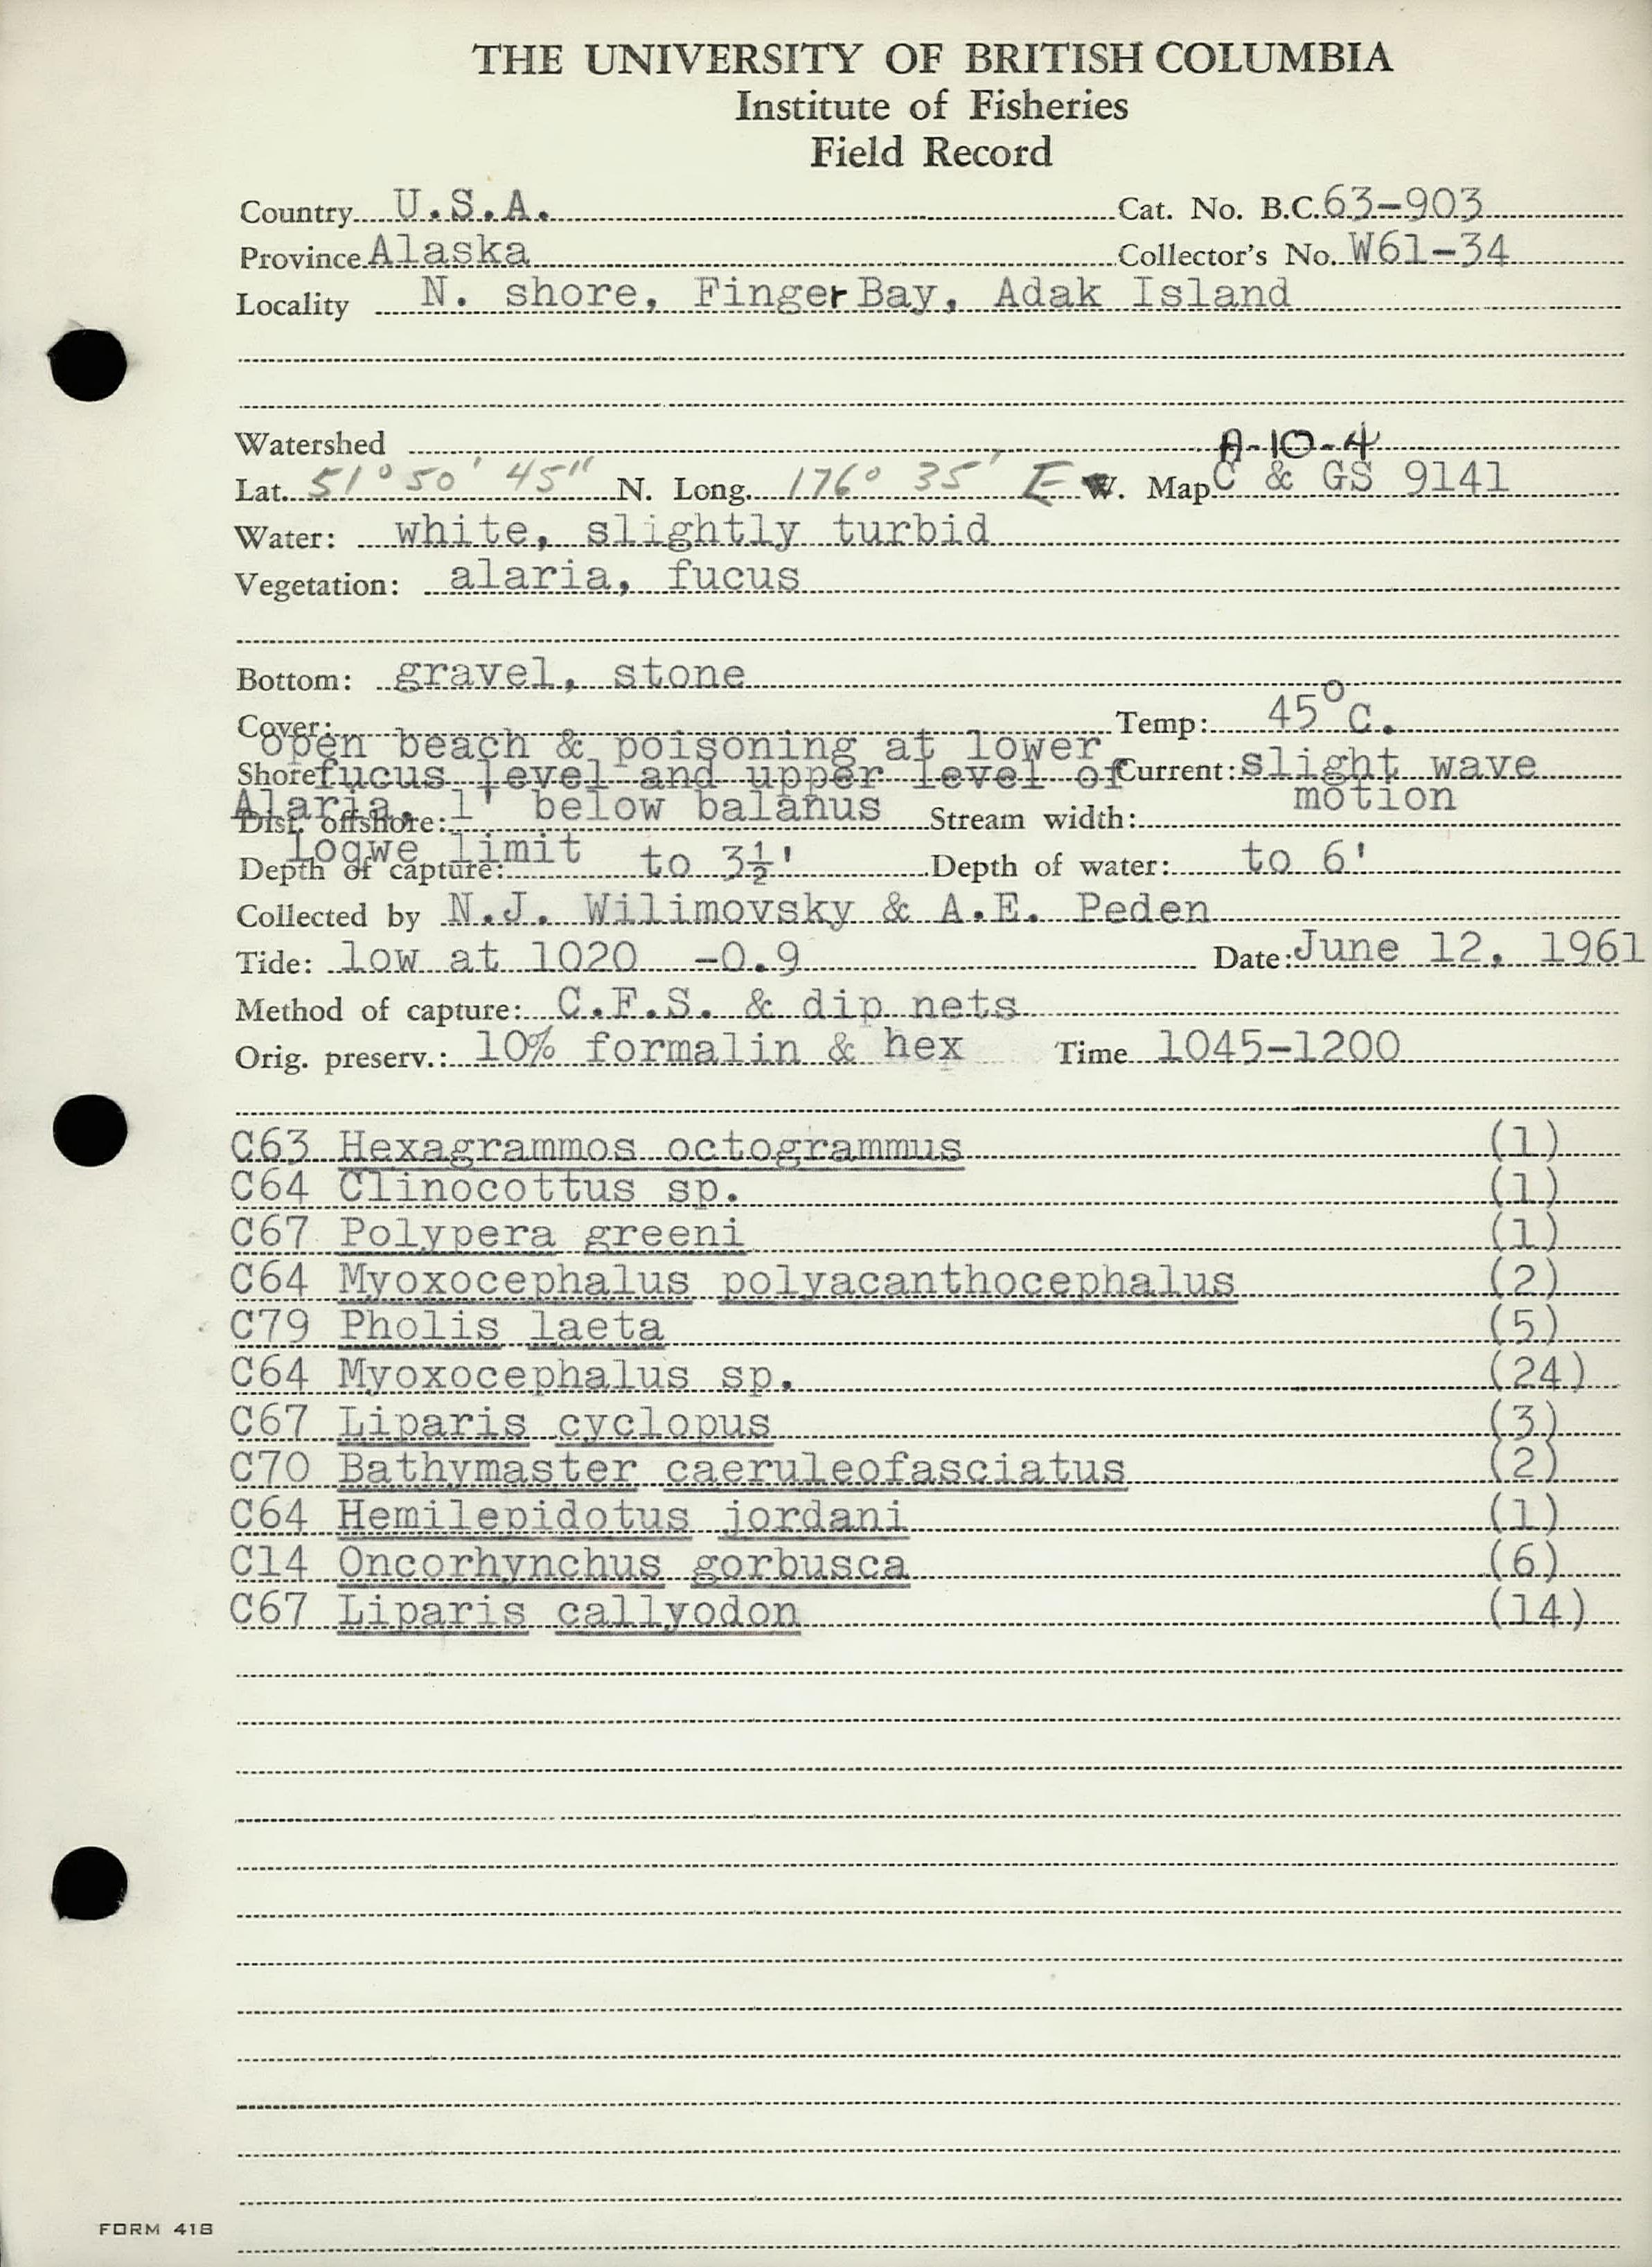 THE UNIVERSITY OF BRITISH COLUMBIA
Institute of Fisheries
Field Record
Country U.S.A. Cat. No. B.C. 63-903
Province Alaska Collector's No. W61-34
Locality N. shore, Finger Bay, Adak Island
Watershed A-10-4
Lat. 51° 50' 45" N. Long. 176° 35' E W. Map C & GS 9141
Water: white, slightly turbid
Vegetation: alaria, fucus
Bottom: gravel, stone
Cover: Temp: 45°C.
open beach & poisoning at lower
Shore fucus level and upper level of Current: slight wave
Alaria, 1' below balanus motion
Dist. offshore: Stream width:
logwe limit
Depth of capture: to 3½' Depth of water: to 6'
Collected by N.J. Wilimovsky & A.E. Peden
Tide: low at 1020 -0.9 Date: June 12, 1961
Method of capture: C.F.S. & dip nets
Orig. preserv.: 10% formalin & hex Time 1045-1200
C63 Hexagrammos octogrammus (1)
C64 Clinocottus sp. (1)
C67 Polypera greeni (1)
C64 Myoxocephalus polyacanthocephalus (2)
C79 Pholis laeta (5)
C64 Myoxocephalus sp. (24)
C67 Liparis cyclopus (3)
C70 Bathymaster caeruleofasciatus (2)
C64 Hemilepidotus jordani (1)
C14 Oncorhynchus gorbusca (6)
C67 Liparis callyodon (14)
FORM 418